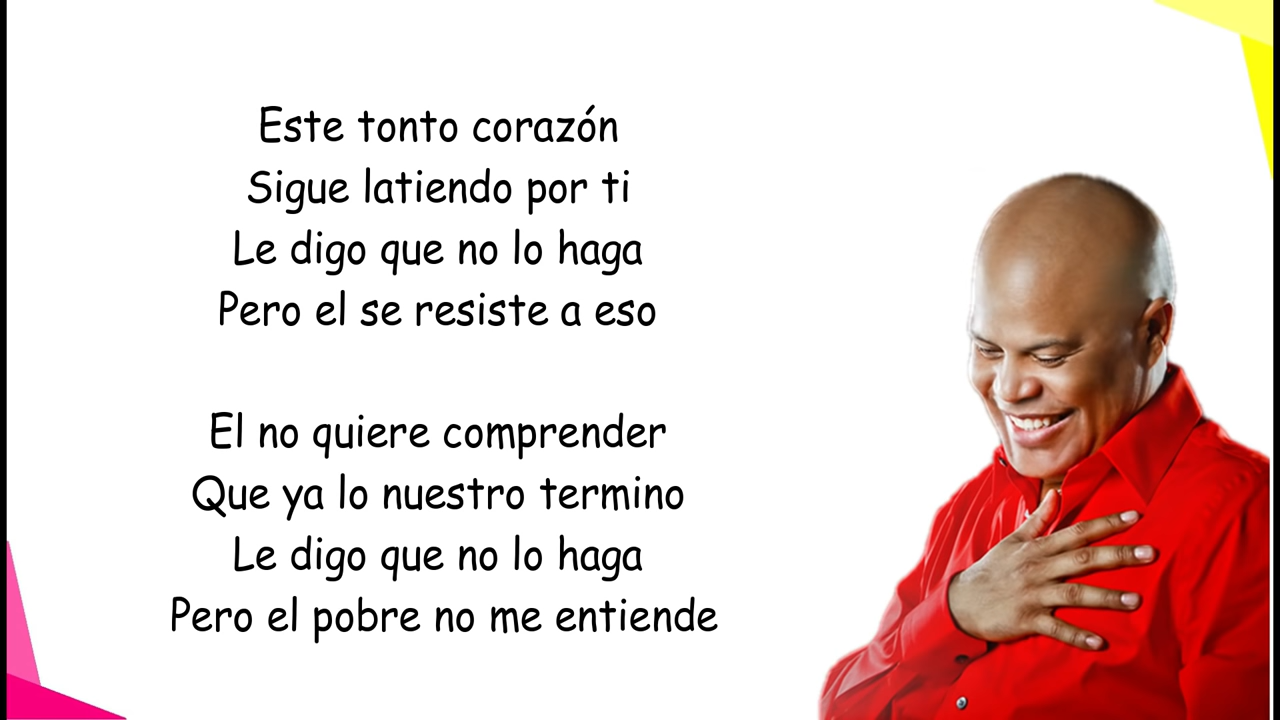 Este tonto corazón
Sigue latiendo por ti
Le digo que no lo haga
Pero el se resiste a eso
El no quiere comprender
Que ya lo nuestro termino
Le digo que no lo haga
Pero el pobre no me entiende